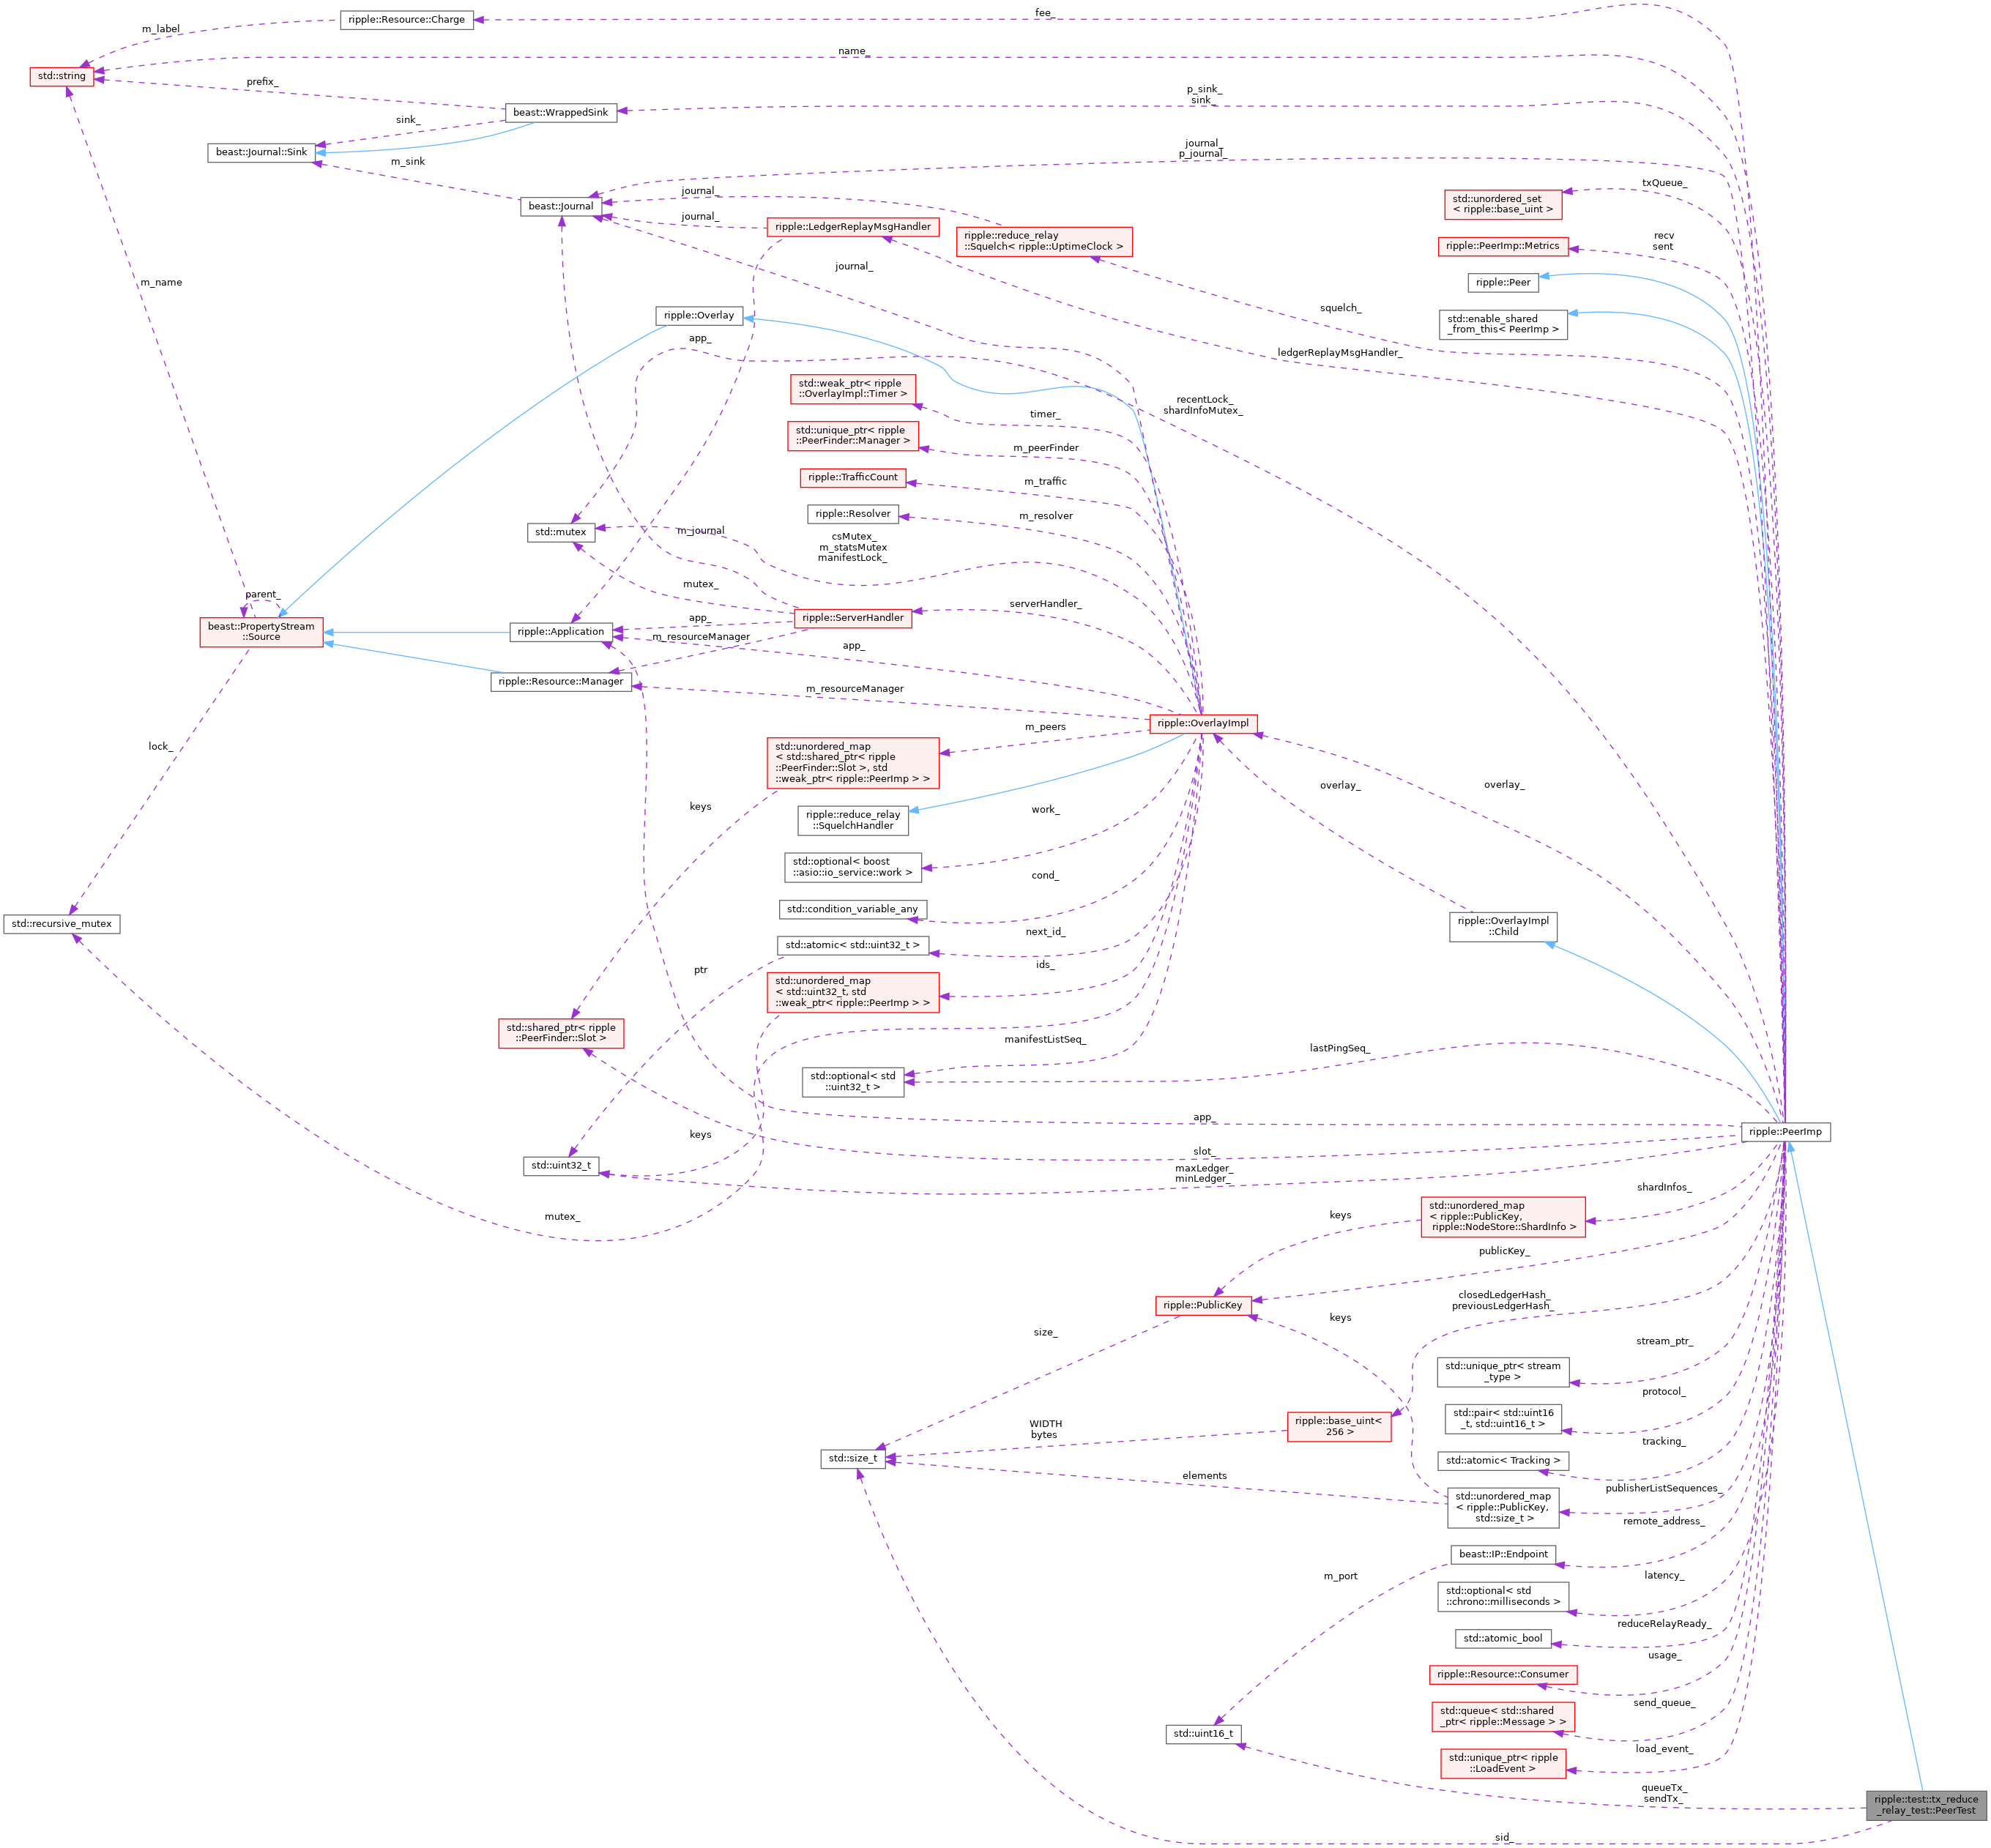 fee_
ripple::Resource::Charge
m_label
name_
std::string
prefix_
p_sink_
sink_
beast::WrappedSink
sink_
beast::Journal::Sink
journal_
p_journal_
m_sink
txQueue_
std::unordered_set
< ripple::base_uint >
journal_
beast::Journal
journal_
ripple::LedgerReplayMsgHandler
ripple::reduce_relay
::Squelch< ripple::UptimeClock >
recv
sent
ripple::PeerImp::Metrics
journal_
m_name
ripple::Peer
squelch_
ripple::Overlay
std::enable_shared
_from_this< PeerImp >
app_
ledgerReplayMsgHandler_
std::weak_ptr< ripple
::OverlayImpl::Timer >
recentLock_
shardInfoMutex_
timer_
std::unique_ptr< ripple
::PeerFinder::Manager >
m_peerFinder
ripple::TrafficCount
m_traffic
ripple::Resolver
m_resolver
std::mutex
m_journal
csMutex_
m_statsMutex
manifestLock_
mutex_
parent_
serverHandler_
beast::PropertyStream
::Source
ripple::Application
app_
ripple::ServerHandler
m_resourceManager
app_
ripple::Resource::Manager
m_resourceManager
ripple::OverlayImpl
m_peers
lock_
std::unordered_map
< std::shared_ptr< ripple
::PeerFinder::Slot >, std
::weak_ptr< ripple::PeerImp > >
overlay_
overlay_
keys
ripple::reduce_relay
::SquelchHandler
work_
std::optional< boost
::asio::io_service::work >
cond_
std::recursive_mutex
std::condition_variable_any
ripple::OverlayImpl
::Child
next_id_
std::atomic< std::uint32_t >
ptr
ids_
std::unordered_map
< std::uint32_t, std
::weak_ptr< ripple::PeerImp > >
std::shared_ptr< ripple
::PeerFinder::Slot >
manifestListSeq_
lastPingSeq_
std::optional< std
::uint32_t >
app_
ripple::PeerImp
keys
slot_
std::uint32_t
maxLedger_
minLedger_
shardInfos_
mutex_
keys
std::unordered_map
< ripple::PublicKey,
ripple::NodeStore::ShardInfo >
publicKey_
ripple::PublicKey
closedLedgerHash_
previousLedgerHash_
size_
keys
stream_ptr_
std::unique_ptr< stream
_type >
protocol_
WIDTH
bytes
ripple::base_uint<
256 >
std::pair< std::uint16
_t, std::uint16_t >
tracking_
std::size_t
std::atomic< Tracking >
elements
publisherListSequences_
std::unordered_map
< ripple::PublicKey,
std::size_t >
remote_address_
beast::IP::Endpoint
m_port
latency_
std::optional< std
::chrono::milliseconds >
reduceRelayReady_
std::atomic_bool
usage_
ripple::Resource::Consumer
send_queue_
std::queue< std::shared
_ptr< ripple::Message > >
std::uint16_t
load_event_
std::unique_ptr< ripple
::LoadEvent >
queueTx_
sendTx_
ripple::test::tx_reduce
_relay_test::PeerTest
sid_